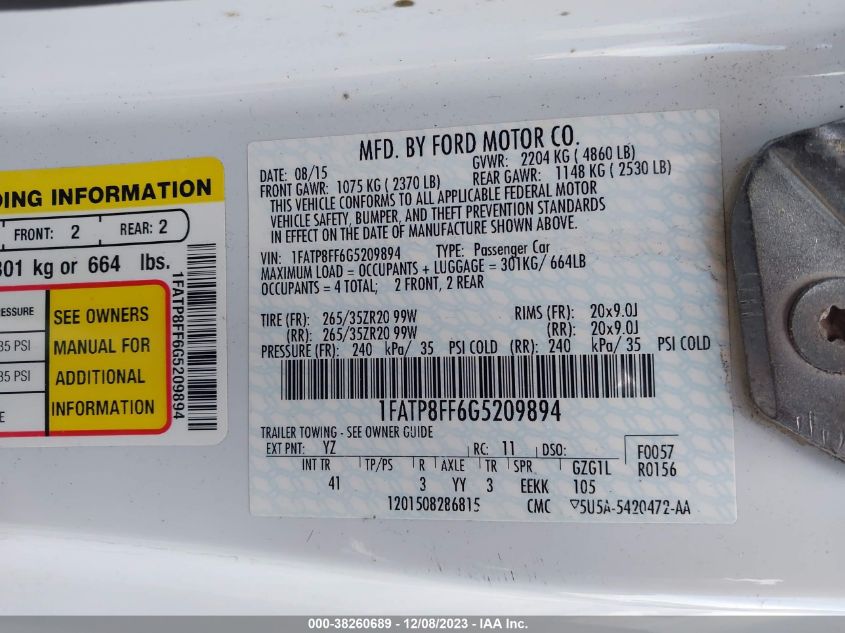 DING INFORMATION
FRONT: 2 REAR: 2
301 kg or 664 lbs.
PRESSURE
35 PSI
35 PSI
SEE OWNERS
MANUAL FOR
ADDITIONAL
INFORMATION
1FATP8FF6G5209894
MFD. BY FORD MOTOR CO.
DATE: 08/15 GVWR: 2204 KG ( 4860 LB)
FRONT GAWR: 1075 KG ( 2370 LB) REAR GAWR: 1148 KG ( 2530 LB)
THIS VEHICLE CONFORMS TO ALL APPLICABLE FEDERAL MOTOR
VEHICLE SAFETY, BUMPER, AND THEFT PREVENTION STANDARDS
IN EFFECT ON THE DATE OF MANUFACTURE SHOWN ABOVE.
VIN: 1FATP8FF6G5209894 TYPE: Passenger Car
MAXIMUM LOAD = OCCUPANTS + LUGGAGE = 301KG/ 664LB
OCCUPANTS = 4 TOTAL; 2 FRONT, 2 REAR
TIRE (FR): 265/35ZR20 99W RIMS (FR): 20x9.0J
(RR): 265/35ZR20 99W (RR): 20x9.0J
PRESSURE (FR): 240 kPa/ 35 PSI COLD (RR): 240 kPa/ 35 PSI COLD
1FATP8FF6G5209894
TRAILER TOWING - SEE OWNER GUIDE
EXT PNT: YZ RC: 11 DSO: F0057
INT TR TP/PS R AXLE TR SPR GZG1L R0156
41 3 YY 3 EEKK 105
1201508286815 CMC ▽5U5A-5420472-AA
000-38260689 - 12/08/2023 - IAA Inc.